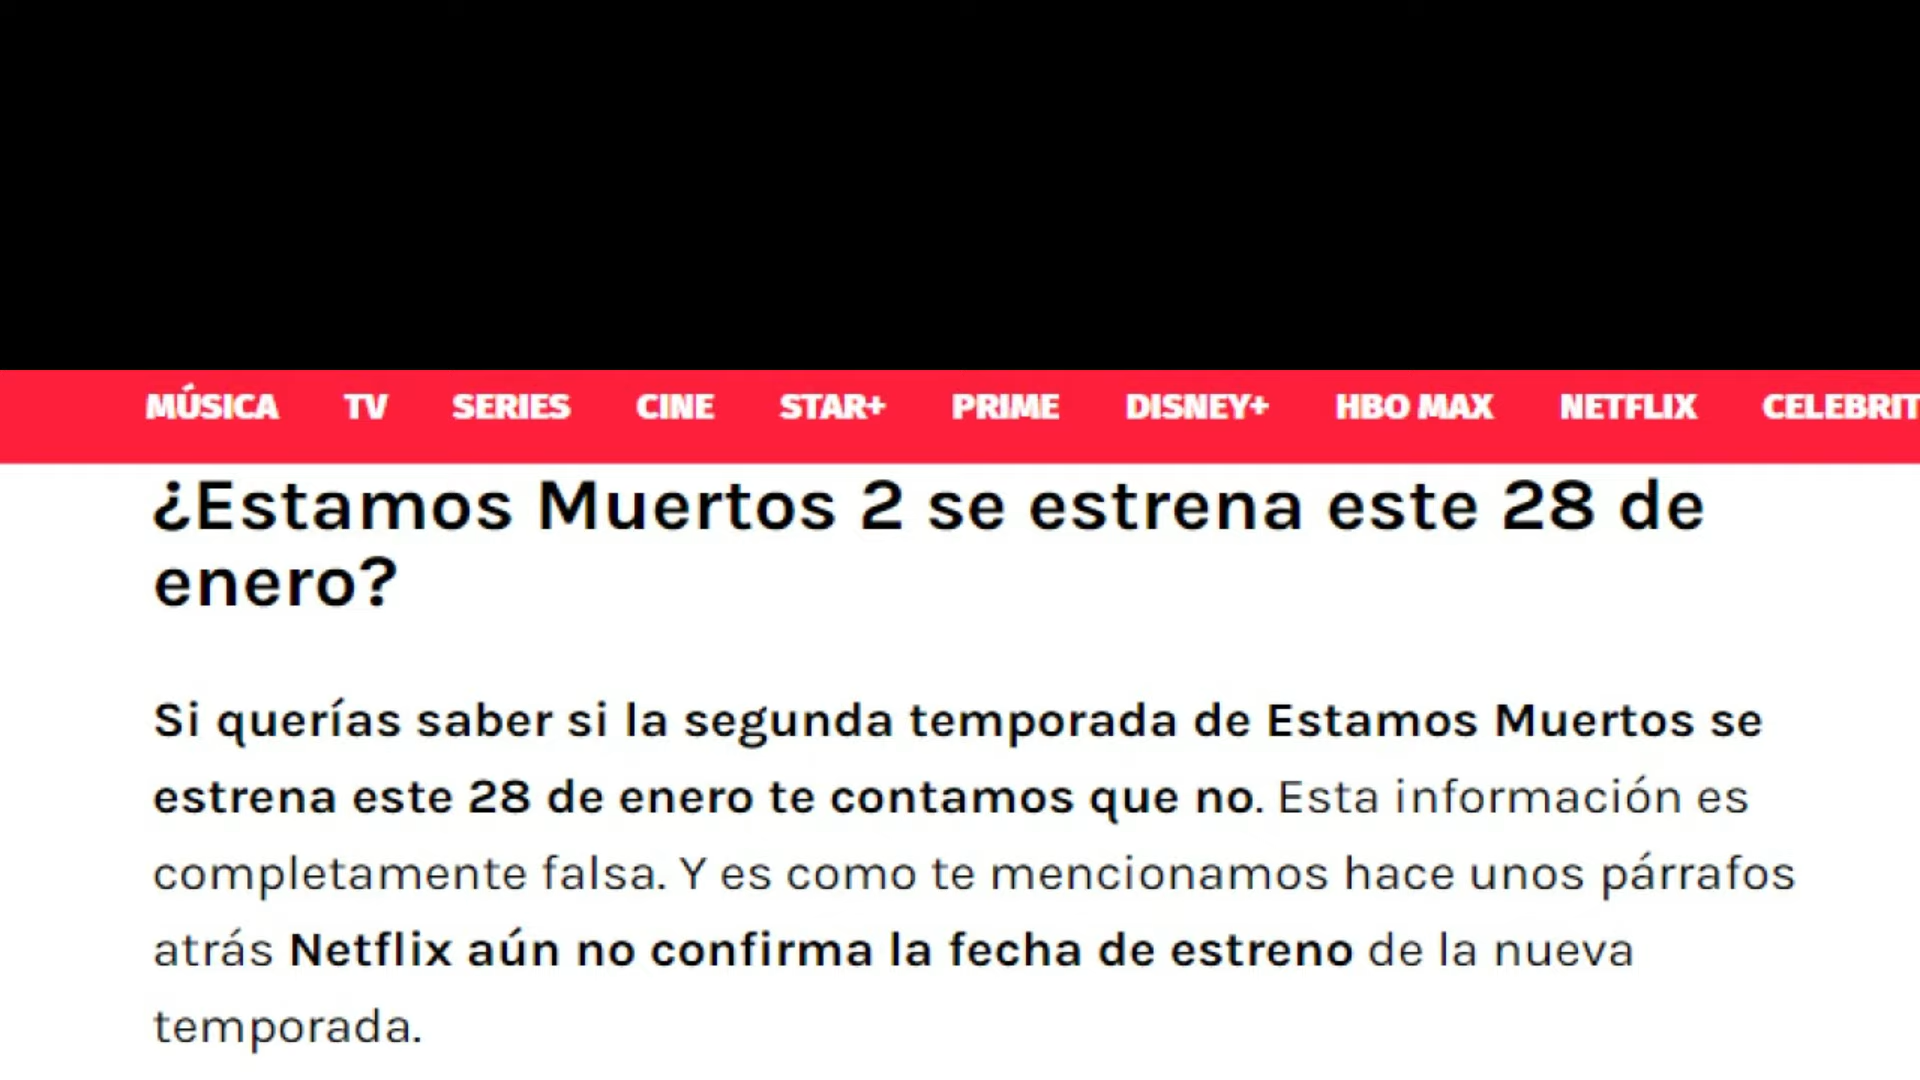 MÚSICA TV SERIES CINE STAR+ PRIME DISNEY+ HBO MAX NETFLIX CELEBRIT
¿Estamos Muertos 2 se estrena este 28 de
enero?
Si querías saber si la segunda temporada de Estamos Muertos se
estrena este 28 de enero te contamos que no. Esta información es
completamente falsa. Y es como te mencionamos hace unos párrafos
atrás Netflix aún no confirma la fecha de estreno de la nueva
temporada.